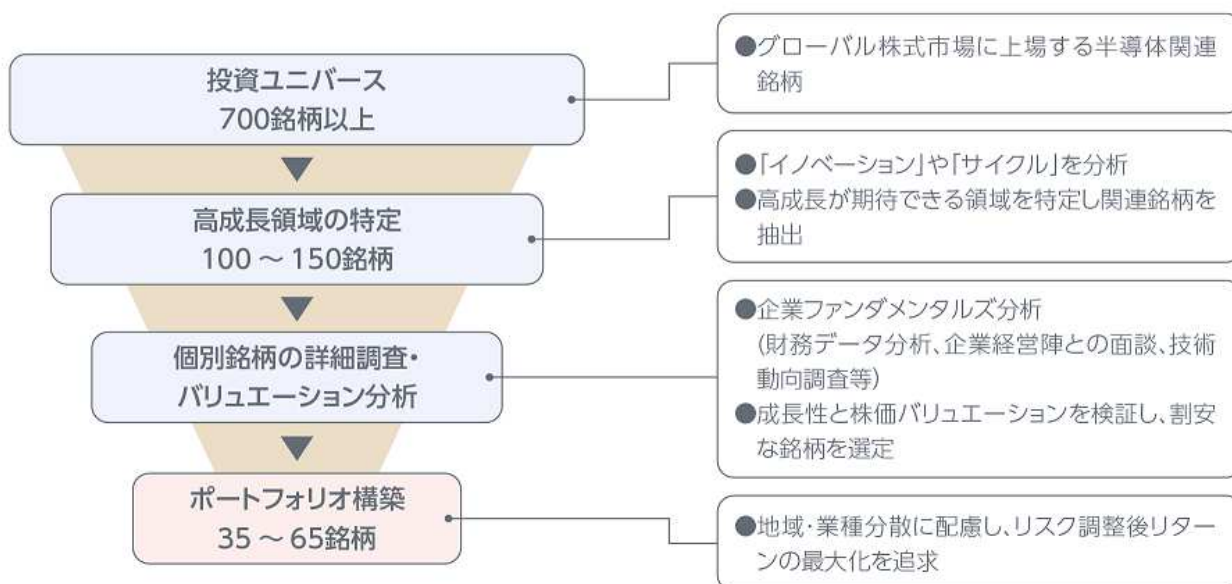 投資ユニバース
700銘柄以上
●グローバル株式市場に上場する半導体関連
銘柄
高成長領域の特定
100 ～ 150銘柄
●「イノベーション」や「サイクル」を分析
●高成長が期待できる領域を特定し関連銘柄を
抽出
個別銘柄の詳細調査・
バリュエーション分析
●企業ファンダメンタルズ分析
(財務データ分析、企業経営陣との面談、技術
動向調査等)
●成長性と株価バリュエーションを検証し、割安
な銘柄を選定
ポートフォリオ構築
35 ～ 65銘柄
●地域・業種分散に配慮し、リスク調整後リター
ンの最大化を追求